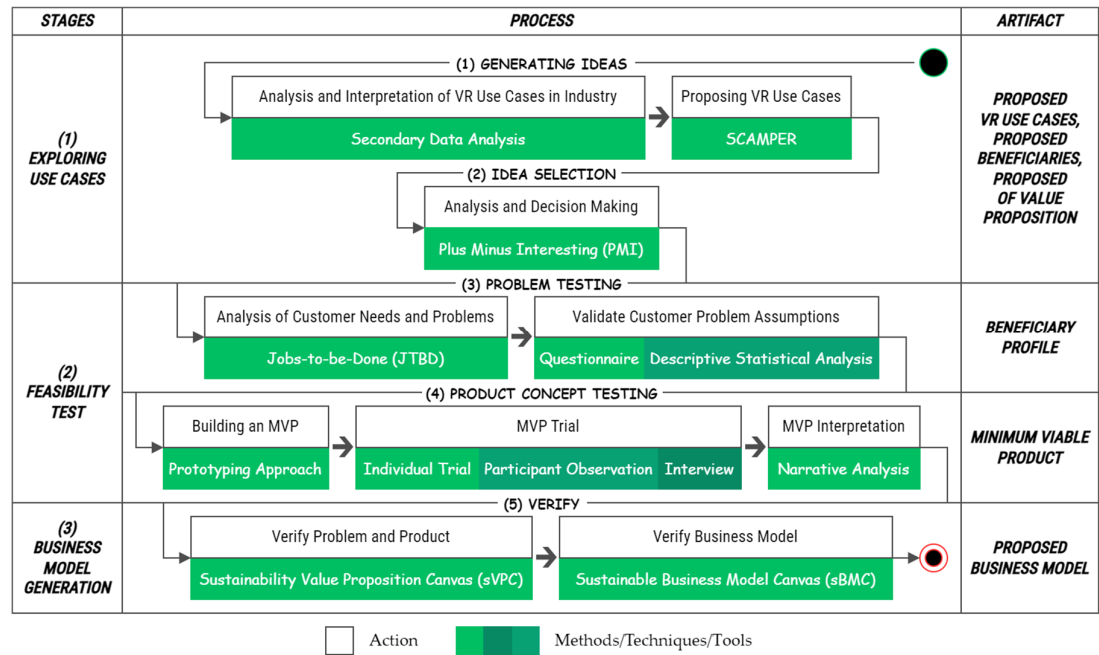 STAGES
PROCESS
ARTIFACT
(1)
EXPLORING
USE CASES
(1) GENERATING IDEAS
Analysis and Interpretation of VR Use Cases in Industry
Secondary Data Analysis
Proposing VR Use Cases
SCAMPER
(2) IDEA SELECTION
Analysis and Decision Making
Plus Minus Interesting (PMI)
PROPOSED
VR USE CASES,
PROPOSED
BENEFICIARIES,
PROPOSED
OF VALUE
PROPOSITION
(2)
FEASIBILITY
TEST
(3) PROBLEM TESTING
Analysis of Customer Needs and Problems
Jobs-to-be-Done (JTBD)
Validate Customer Problem Assumptions
Questionnaire
Descriptive Statistical Analysis
BENEFICIARY
PROFILE
(4) PRODUCT CONCEPT TESTING
Building an MVP
Prototyping Approach
MVP Trial
Individual Trial
Participant Observation
Interview
MVP Interpretation
Narrative Analysis
MINIMUM VIABLE
PRODUCT
(3)
BUSINESS
MODEL
GENERATION
(5) VERIFY
Verify Problem and Product
Sustainability Value Proposition Canvas (sVPC)
Verify Business Model
Sustainable Business Model Canvas (sBMC)
PROPOSED
BUSINESS MODEL
Action
Methods/Techniques/Tools